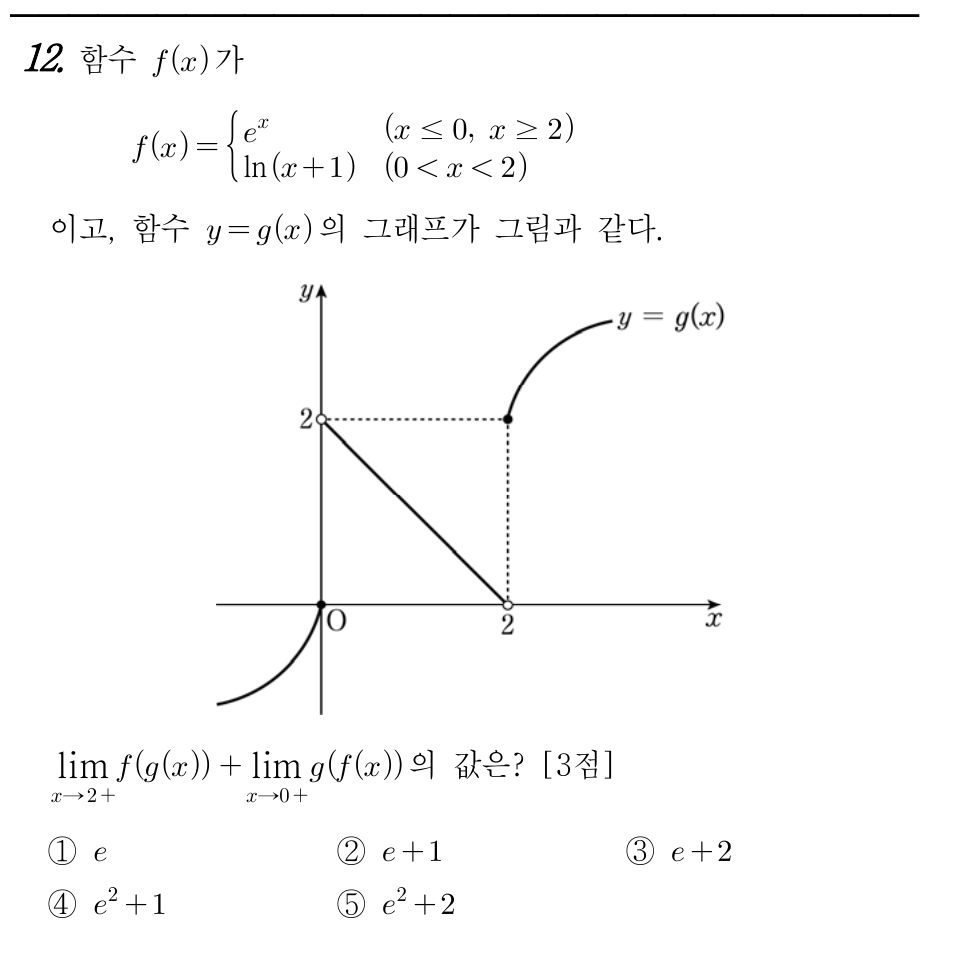 12. 함수 f(x)가
f(x)={e^x (x ≤ 0, x ≥ 2)
ln(x+1) (0 < x < 2)
이고, 함수 y=g(x)의 그래프가 그림과 같다.
y
y = g(x)
2
O
2
x
lim f(g(x))+lim g(f(x))의 값은? [3점]
x→2+ x→0+
① e ② e+1 ③ e+2
④ e²+1 ⑤ e²+2